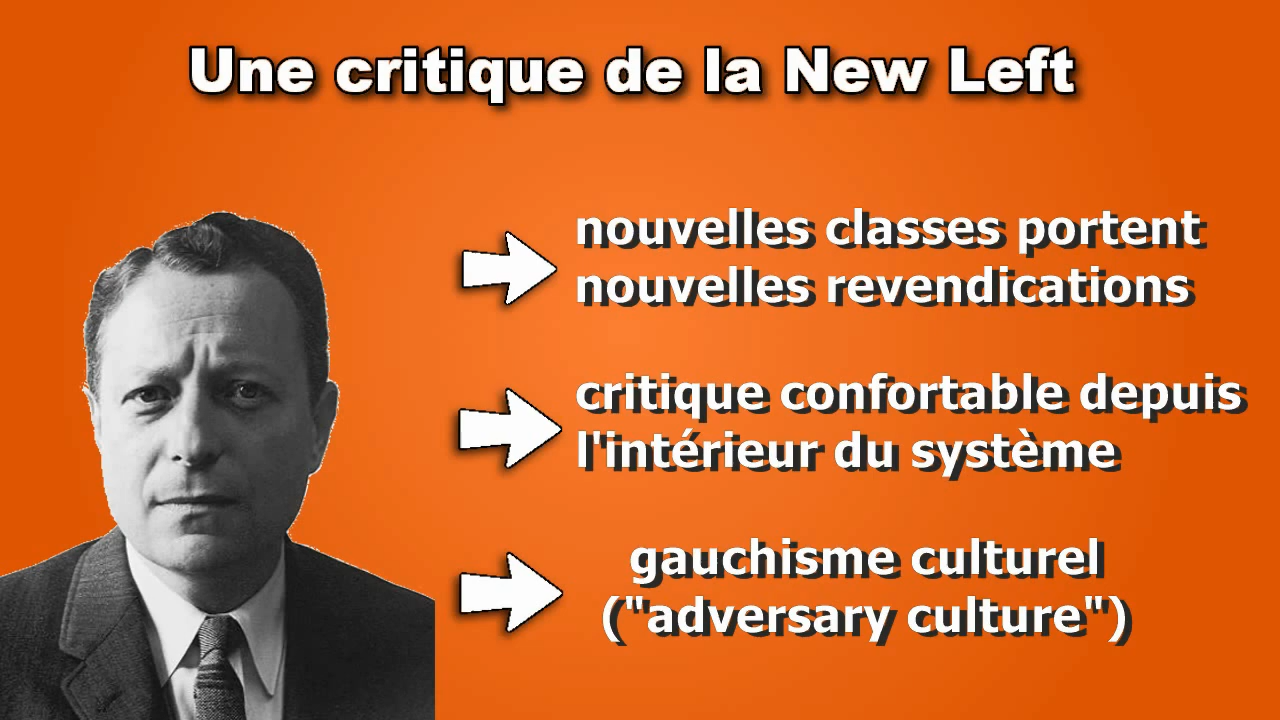 Une critique de la New Left
nouvelles classes portent
nouvelles revendications
critique confortable depuis
l'intérieur du système
gauchisme culturel
("adversary culture")